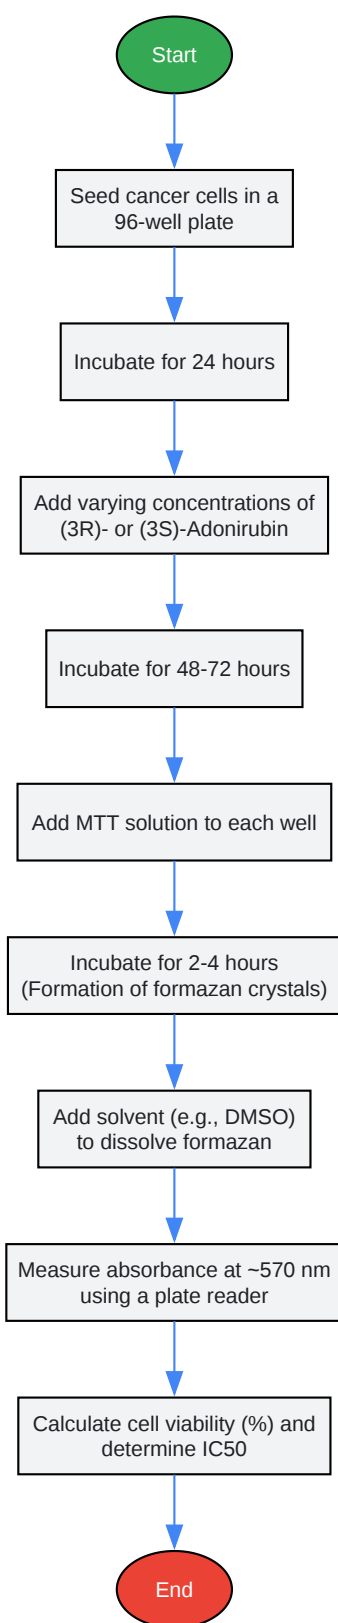 Start
Seed cancer cells in a
96-well plate
Incubate for 24 hours
Add varying concentrations of
(3R)- or (3S)-Adonirubin
Incubate for 48-72 hours
Add MTT solution to each well
Incubate for 2-4 hours
(Formation of formazan crystals)
Add solvent (e.g., DMSO)
to dissolve formazan
Measure absorbance at ~570 nm
using a plate reader
Calculate cell viability (%) and
determine IC50
End